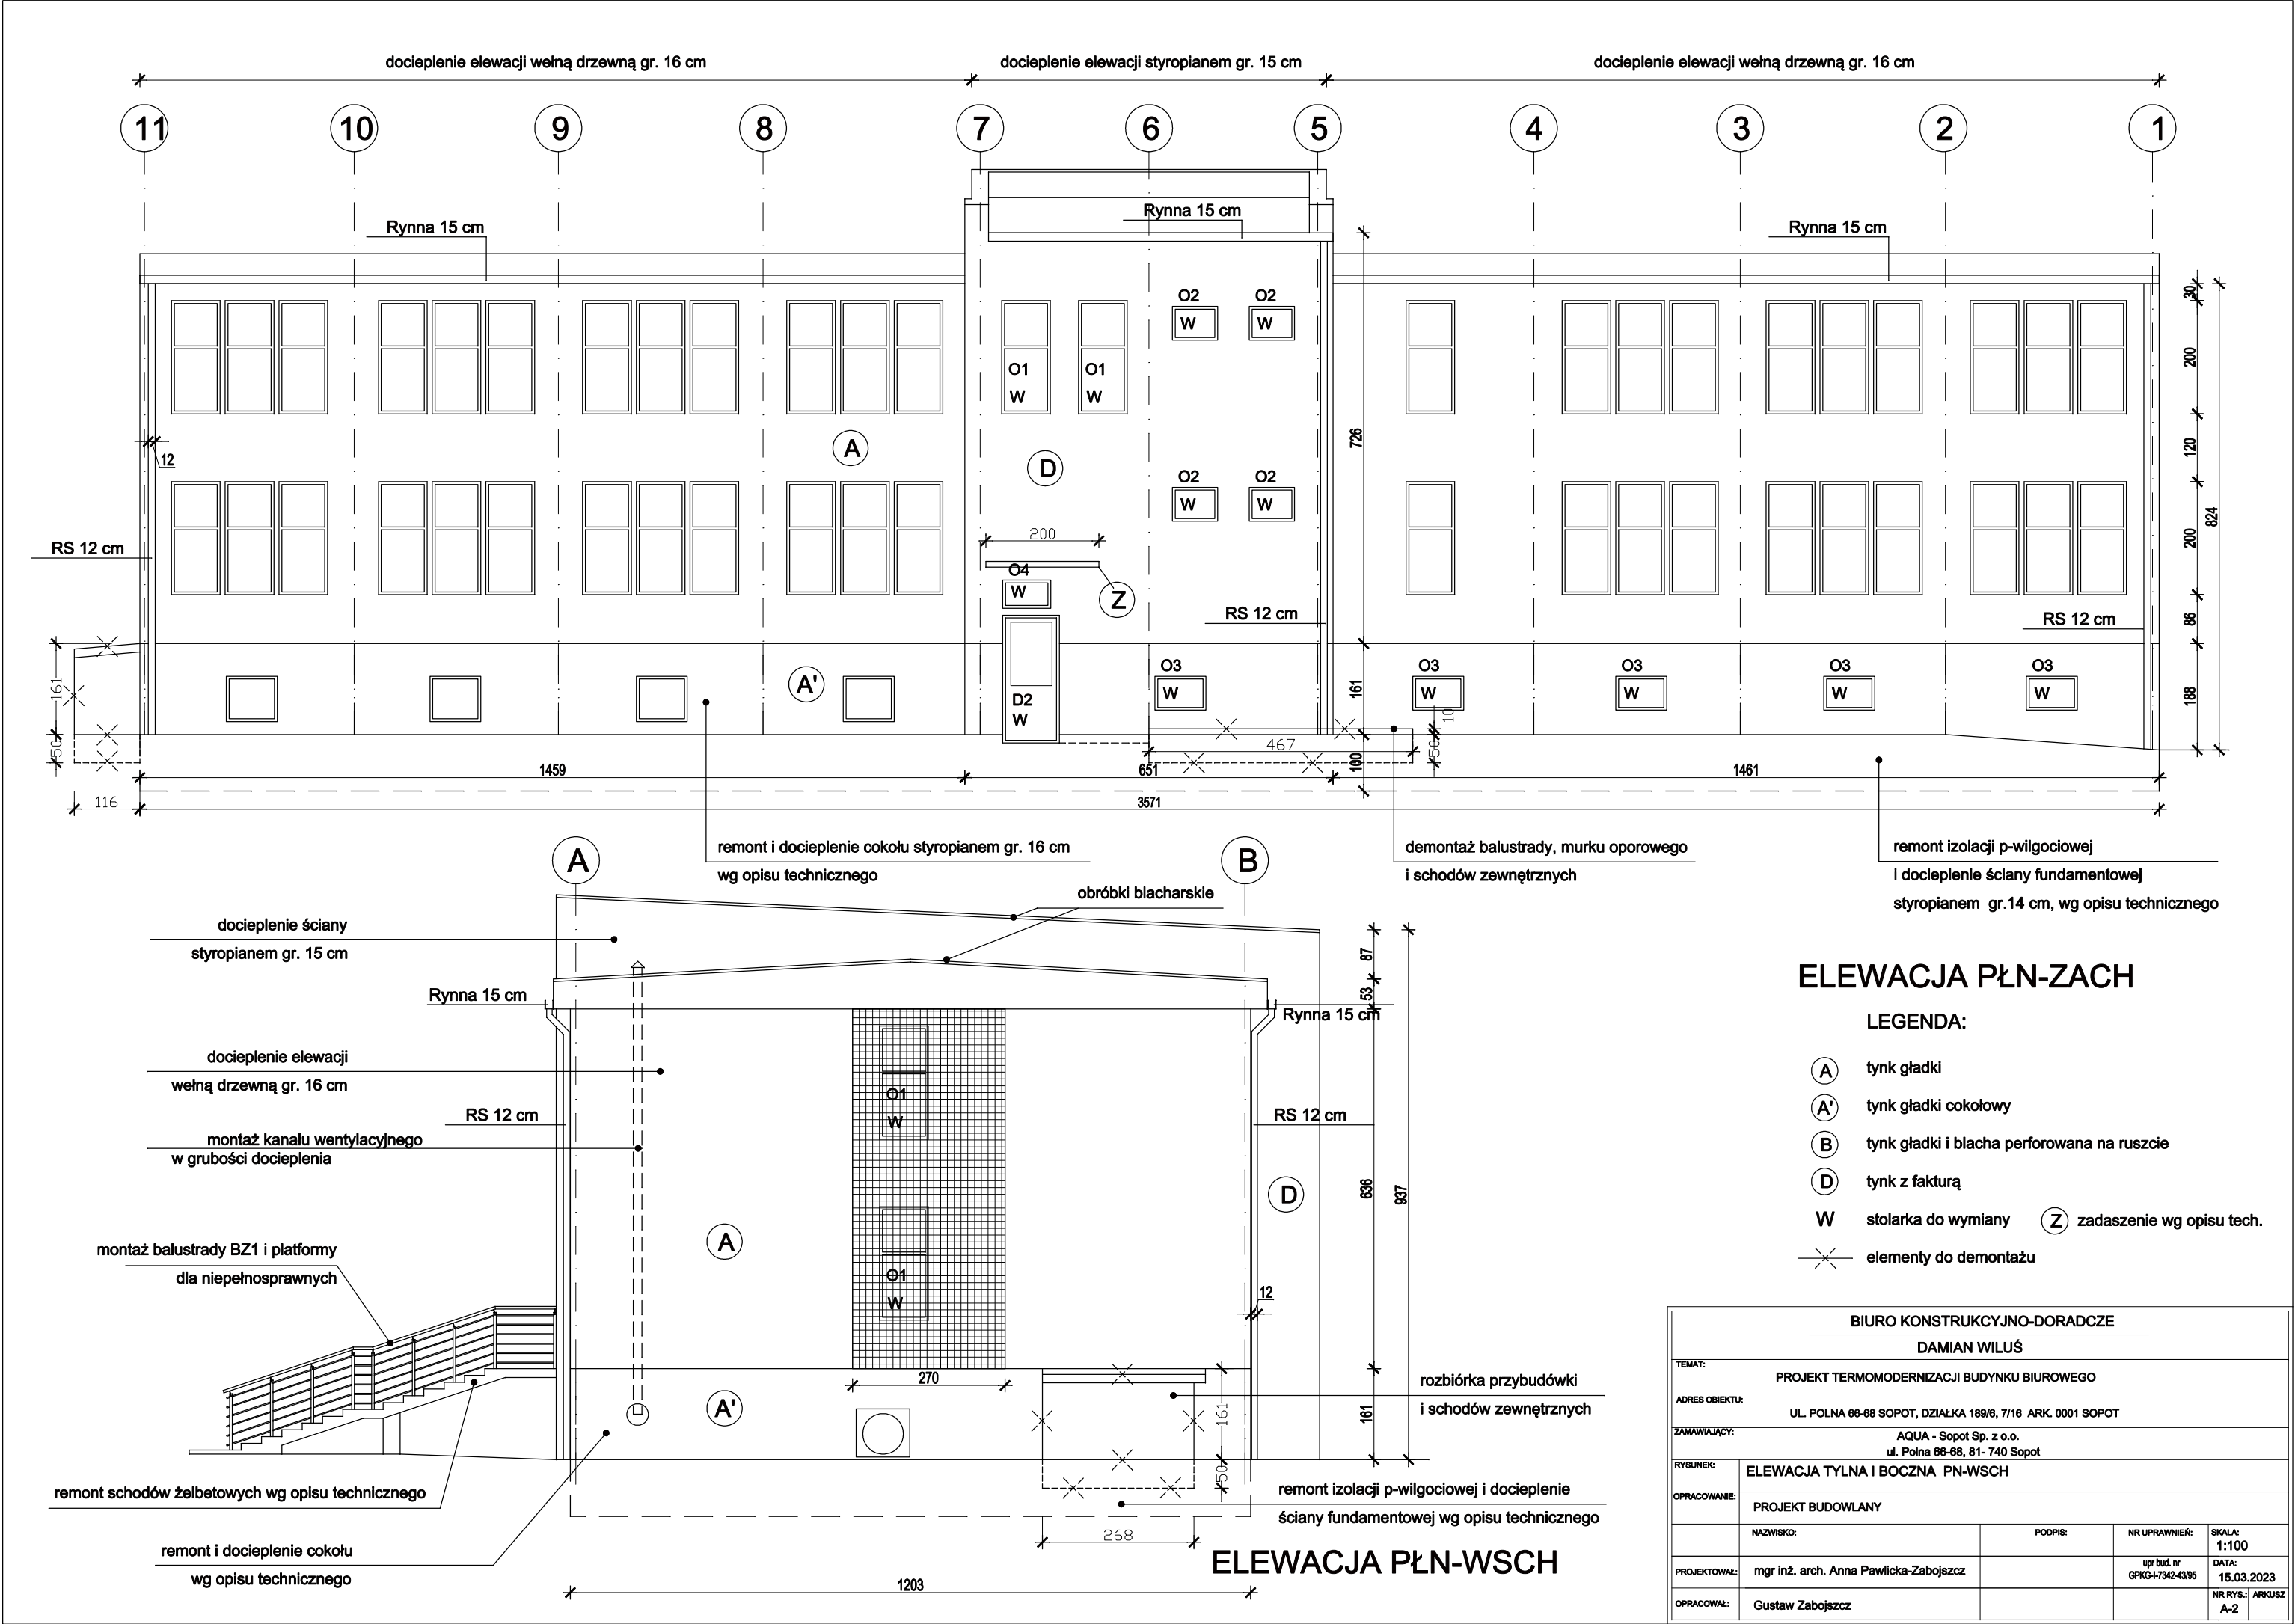 docieplenie elewacji wełną drzewną gr. 16 cm
docieplenie elewacji styropianem gr. 15 cm
docieplenie elewacji wełną drzewną gr. 16 cm
11 10 9 8 7 6 5 4 3 2 1
Rynna 15 cm
Rynna 15 cm
Rynna 15 cm
O2 O2
W W
O1 O1
W W
30
200
120
200
86
188
824
726
A
12
D
O2 O2
W W
200
RS 12 cm
O4
W
Z
RS 12 cm
RS 12 cm
A'
D2
W
O3 O3 O3 O3 O3
W W W W W
161
50
161
10
50
100
467
1459
651
1461
116
3571
remont i docieplenie cokołu styropianem gr. 16 cm
wg opisu technicznego
demontaż balustrady, murku oporowego
i schodów zewnętrznych
remont izolacji p-wilgociowej
i docieplenie ściany fundamentowej
styropianem gr.14 cm, wg opisu technicznego
ELEWACJA PŁN-ZACH
A
B
obróbki blacharskie
docieplenie ściany
styropianem gr. 15 cm
Rynna 15 cm
Rynna 15 cm
87
53
636
161
937
docieplenie elewacji
wełną drzewną gr. 16 cm
RS 12 cm
RS 12 cm
montaż kanału wentylacyjnego
w grubości docieplenia
O1
W
D
A
O1
W
montaż balustrady BZ1 i platformy
dla niepełnosprawnych
12
270
A'
161
50
rozbiórka przybudówki
i schodów zewnętrznych
remont schodów żelbetowych wg opisu technicznego
remont izolacji p-wilgociowej i docieplenie
ściany fundamentowej wg opisu technicznego
268
remont i docieplenie cokołu
wg opisu technicznego
1203
ELEWACJA PŁN-WSCH
LEGENDA:
A tynk gładki
A' tynk gładki cokołowy
B tynk gładki i blacha perforowana na ruszcie
D tynk z fakturą
W stolarka do wymiany
Z zadaszenie wg opisu tech.
elementy do demontażu
BIURO KONSTRUKCYJNO-DORADCZE
DAMIAN WILUŚ
TEMAT:
PROJEKT TERMOMODERNIZACJI BUDYNKU BIUROWEGO
ADRES OBIEKTU:
UL. POLNA 66-68 SOPOT, DZIAŁKA 189/6, 7/16 ARK. 0001 SOPOT
ZAMAWIAJĄCY:
AQUA - Sopot Sp. z o.o.
ul. Polna 66-68, 81- 740 Sopot
RYSUNEK:
ELEWACJA TYLNA I BOCZNA PN-WSCH
OPRACOWANIE:
PROJEKT BUDOWLANY
NAZWISKO: PODPIS: NR UPRAWNIEŃ: SKALA:
1:100
PROJEKTOWAŁ: mgr inż. arch. Anna Pawlicka-Zabojszcz
upr bud. nr
GPKG-I-7342-43/95
DATA:
15.03.2023
OPRACOWAŁ: Gustaw Zabojszcz
NR RYS.: ARKUSZ
A-2